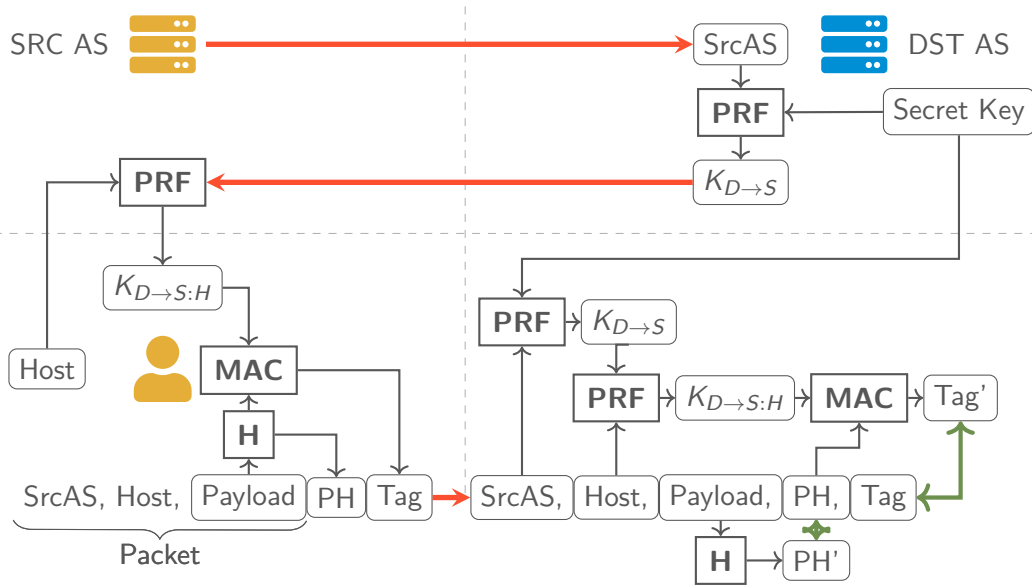 SRC AS
SrcAS
DST AS
PRF
Secret Key
PRF
K_{D→S}
K_{D→S:H}
PRF
K_{D→S}
Host
MAC
PRF
K_{D→S:H}
MAC
Tag'
H
SrcAS, Host, Payload PH Tag
SrcAS, Host, Payload, PH, Tag
Packet
H
PH'